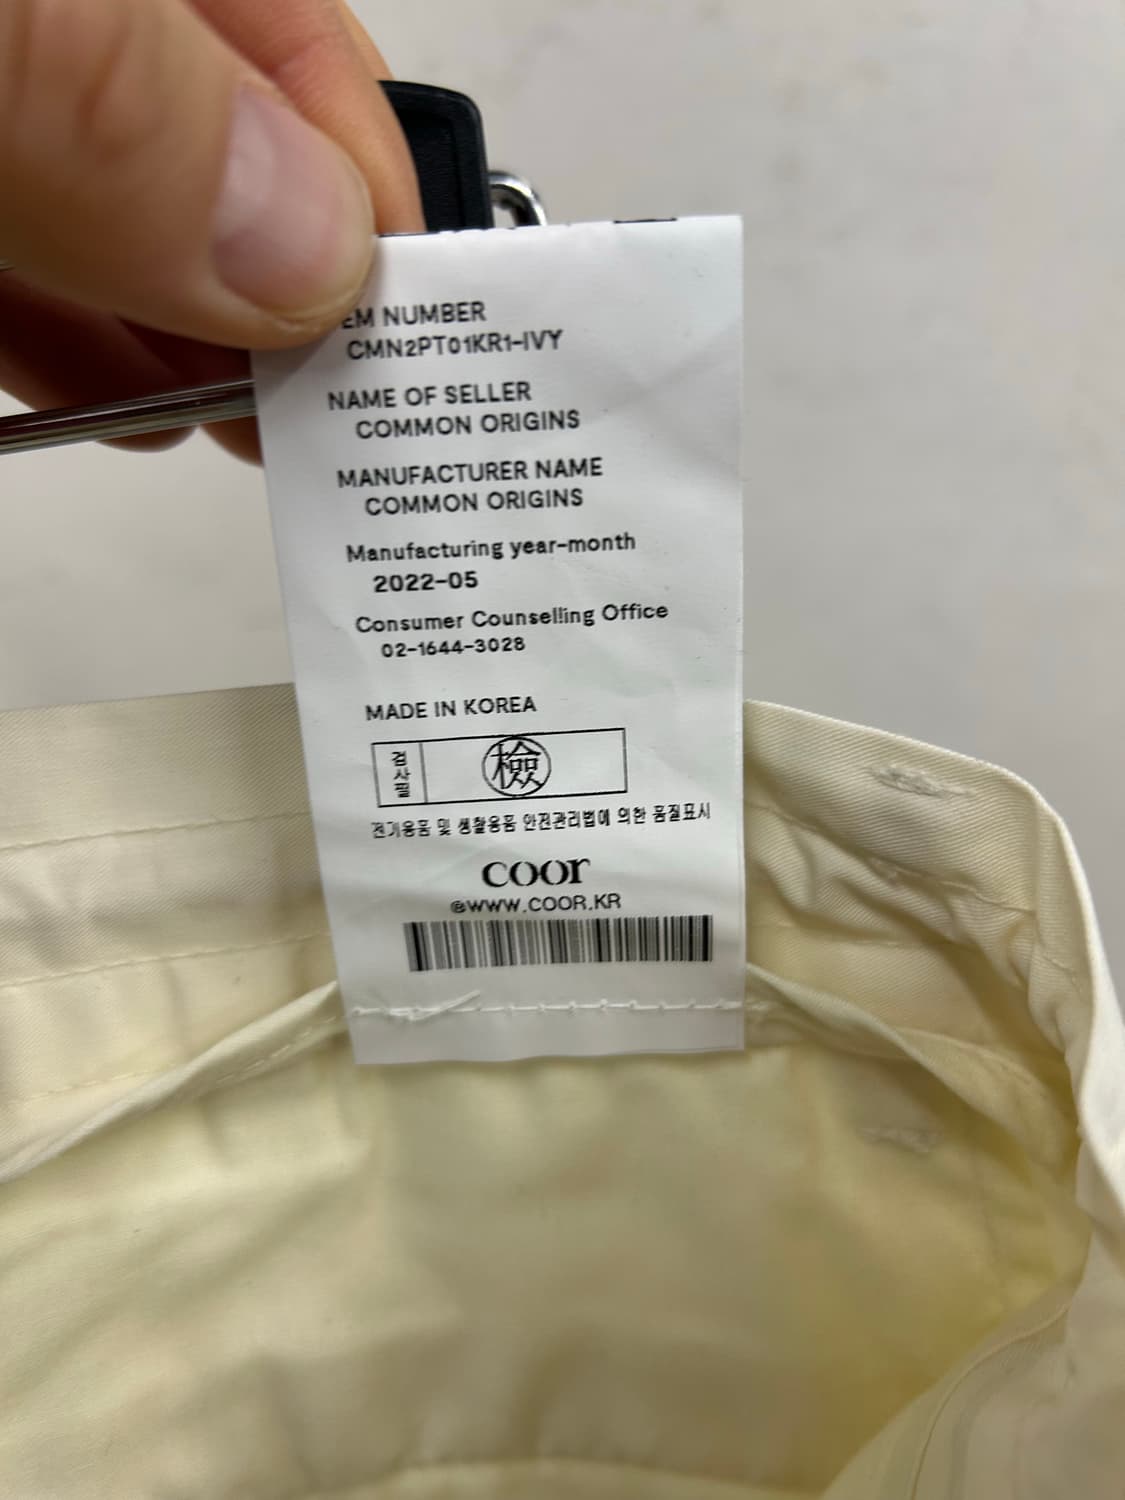 EM NUMBER
CMN2PT01KR1-IVY
NAME OF SELLER
COMMON ORIGINS
MANUFACTURER NAME
COMMON ORIGINS
Manufacturing year-month
2022-05
Consumer Counselling Office
02-1644-3028
MADE IN KOREA
검사필 檢
전기용품 및 생활용품 안전관리법에 의한 품질표시
coor
@WWW.COOR.KR